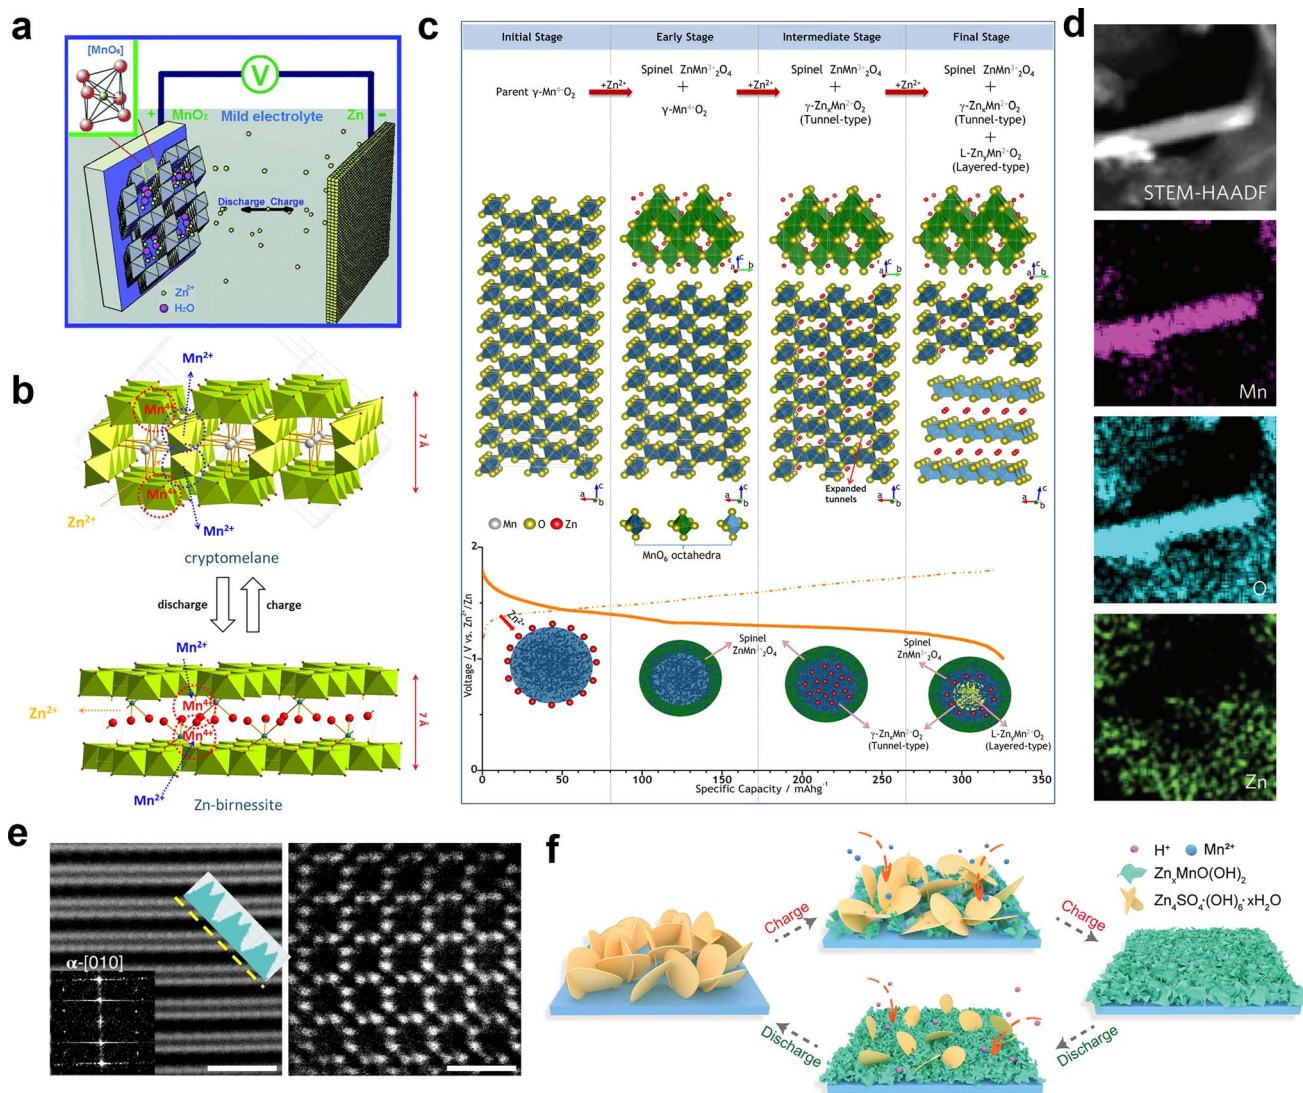 a
[MnO₆]
V
+ MnO₂ Mild electrolyte Zn -
Discharge Charge
Zn²⁺
H₂O
b
Mn²⁺
Mn⁴⁺
7 Å
Mn⁴⁺
Zn²⁺
Mn²⁺
cryptomelane
discharge
charge
Mn²⁺
Zn²⁺
Mn⁴⁺
Mn⁴⁺
7 Å
Mn²⁺
Zn-birnessite
c
Initial Stage
Early Stage
Intermediate Stage
Final Stage
Parent γ-Mn⁴⁺O₂
+Zn²⁺
Spinel ZnMn³⁺₂O₄
+
γ-Mn⁴⁺O₂
+Zn²⁺
Spinel ZnMn³⁺₂O₄
+
γ-ZnₓMn²⁺O₂
(Tunnel-type)
+Zn²⁺
Spinel ZnMn³⁺₂O₄
+
γ-ZnₓMn²⁺O₂
(Tunnel-type)
+
L-ZnᵧMn²⁺O₂
(Layered-type)
c
a b
c
a b
c
a b
Expanded
tunnels
a c
b
a c
b
a c
b
a c
b
Mn O Zn
MnO₆ octahedra
Voltage / V vs. Zn²⁺/Zn
2
1
0
Zn²⁺
Spinel
ZnMn³⁺₂O₄
Spinel
ZnMn³⁺₂O₄
γ-ZnₓMn²⁺O₂
(Tunnel-type)
L-ZnᵧMn²⁺O₂
(Layered-type)
0 50 100 150 200 250 300 350
Specific Capacity / mAhg⁻¹
d
STEM-HAADF
Mn
O
Zn
e
α-[010]
f
Charge
Charge
Discharge
Discharge
H⁺ Mn²⁺
ZnₓMnO(OH)₂
Zn₄SO₄·(OH)₆·xH₂O